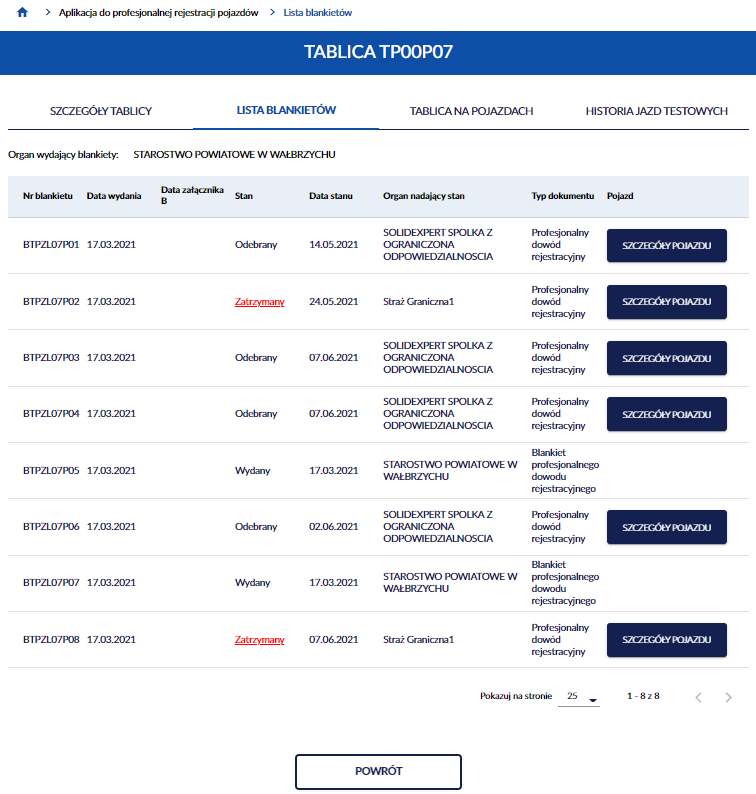 Aplikacja do profesjonalnej rejestracji pojazdów > Lista blankietów
TABLICA TP00P07
SZCZEGÓŁY TABLICY LISTA BLANKIETÓW TABLICA NA POJAZDACH HISTORIA JAZD TESTOWYCH
Organ wydający blankiety: STAROSTWO POWIATOWE W WAŁBRZYCHU
Nr blankietu Data wydania Data załącznika B Stan Data stanu Organ nadający stan Typ dokumentu Pojazd
BTPZL07P01 17.03.2021 Odebrany 14.05.2021 SOLIDEXPERT SPOLKA Z OGRANICZONA ODPOWIEDZIALNOSCIA Profesjonalny dowód rejestracyjny SZCZEGÓŁY POJAZDU
BTPZL07P02 17.03.2021 Zatrzymany 24.05.2021 Straż Graniczna1 Profesjonalny dowód rejestracyjny SZCZEGÓŁY POJAZDU
BTPZL07P03 17.03.2021 Odebrany 07.06.2021 SOLIDEXPERT SPOLKA Z OGRANICZONA ODPOWIEDZIALNOSCIA Profesjonalny dowód rejestracyjny SZCZEGÓŁY POJAZDU
BTPZL07P04 17.03.2021 Odebrany 07.06.2021 SOLIDEXPERT SPOLKA Z OGRANICZONA ODPOWIEDZIALNOSCIA Profesjonalny dowód rejestracyjny SZCZEGÓŁY POJAZDU
BTPZL07P05 17.03.2021 Wydany 17.03.2021 STAROSTWO POWIATOWE W WAŁBRZYCHU Blankiet profesjonalnego dowodu rejestracyjnego
BTPZL07P06 17.03.2021 Odebrany 02.06.2021 SOLIDEXPERT SPOLKA Z OGRANICZONA ODPOWIEDZIALNOSCIA Profesjonalny dowód rejestracyjny SZCZEGÓŁY POJAZDU
BTPZL07P07 17.03.2021 Wydany 17.03.2021 STAROSTWO POWIATOWE W WAŁBRZYCHU Blankiet profesjonalnego dowodu rejestracyjnego
BTPZL07P08 17.03.2021 Zatrzymany 07.06.2021 Straż Graniczna1 Profesjonalny dowód rejestracyjny SZCZEGÓŁY POJAZDU
Pokazuj na stronie 25 1 - 8 z 8
POWRÓT